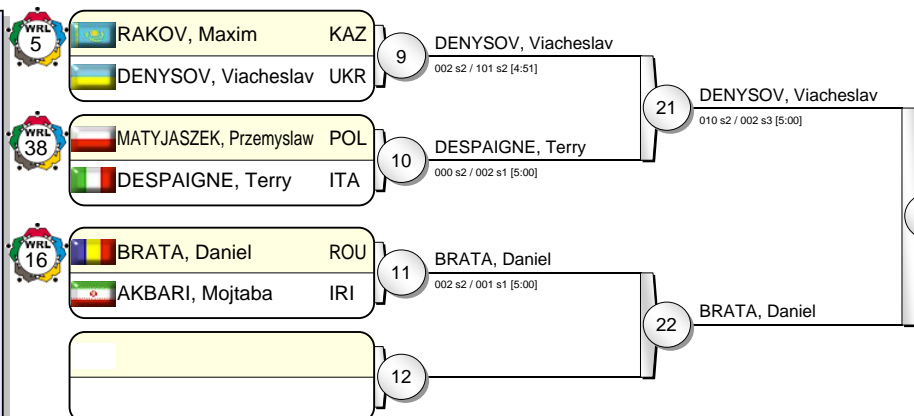 WRL
5
RAKOV, Maxim KAZ
DENYSOV, Viacheslav UKR
9
DENYSOV, Viacheslav
002 s2 / 101 s2 [4:51]
WRL
38
MATYJASZEK, Przemyslaw POL
DESPAIGNE, Terry ITA
10
DESPAIGNE, Terry
000 s2 / 002 s1 [5:00]
21
DENYSOV, Viacheslav
010 s2 / 002 s3 [5:00]
WRL
16
BRATA, Daniel ROU
AKBARI, Mojtaba IRI
11
BRATA, Daniel
002 s2 / 001 s1 [5:00]
12
22
BRATA, Daniel